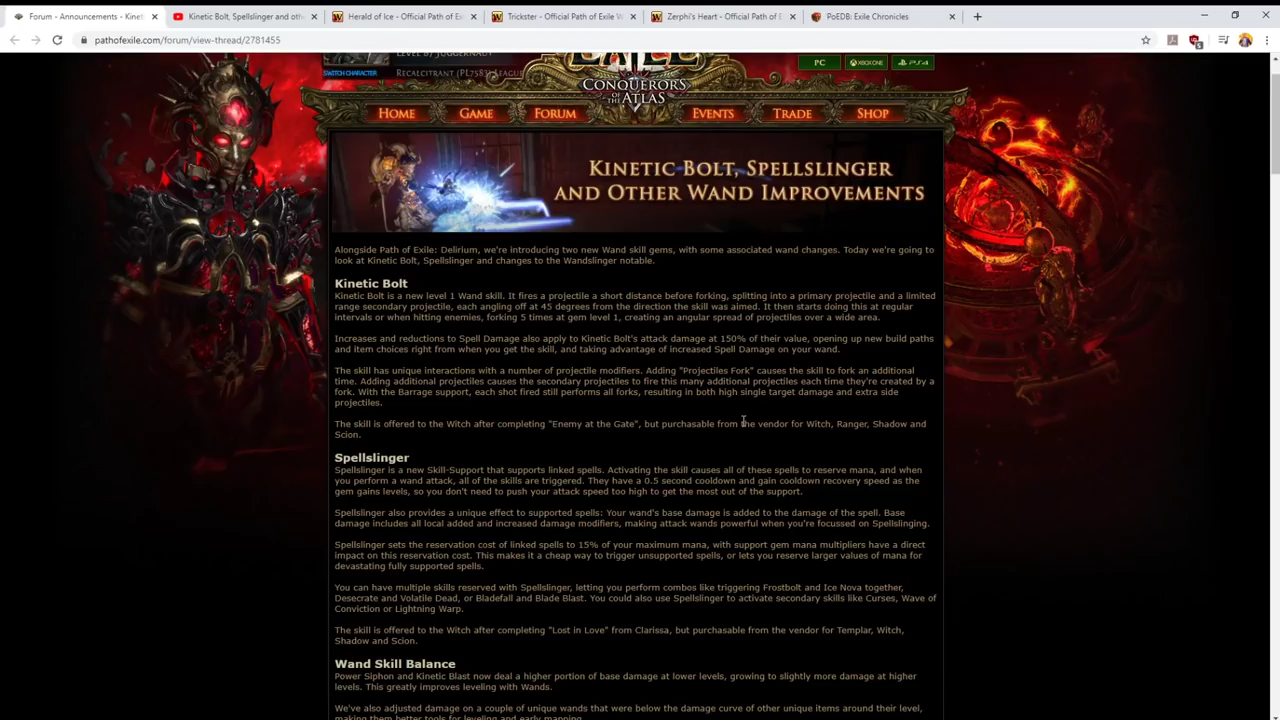 Forum - Announcements - Kinet
Kinetic Bolt, Spellslinger and oth
Herald of Ice - Official Path of Ex
Trickster - Official Path of Exile W
Zerphi's Heart - Official Path of E
PoEDB: Exile Chronicles
pathofexile.com/forum/view-thread/2781455
SWITCH CHARACTER
Recalcitrant (PL7583) League
PC
XBOX ONE
PS4
EXILE
CONQUERORS
OF THE ATLAS
HOME
GAME
FORUM
EVENTS
TRADE
SHOP
KINETIC BOLT, SPELLSLINGER
AND OTHER WAND IMPROVEMENTS
Alongside Path of Exile: Delirium, we're introducing two new Wand skill gems, with some associated wand changes. Today we're going to
look at Kinetic Bolt, Spellslinger and changes to the Wandslinger notable.
Kinetic Bolt
Kinetic Bolt is a new level 1 Wand skill. It fires a projectile a short distance before forking, splitting into a primary projectile and a limited
range secondary projectile, each angling off at 45 degrees from the direction the skill was aimed. It then starts doing this at regular
intervals or when hitting enemies, forking 5 times at gem level 1, creating an angular spread of projectiles over a wide area.
Increases and reductions to Spell Damage also apply to Kinetic Bolt's attack damage at 150% of their value, opening up new build paths
and item choices right from when you get the skill, and taking advantage of increased Spell Damage on your wand.
The skill has unique interactions with a number of projectile modifiers. Adding "Projectiles Fork" causes the skill to fork an additional
time. Adding additional projectiles causes the secondary projectiles to fire this many additional projectiles each time they're created by a
fork. With the Barrage support, each shot fired still performs all forks, resulting in both high single target damage and extra side
projectiles.
The skill is offered to the Witch after completing "Enemy at the Gate", but purchasable from the vendor for Witch, Ranger, Shadow and
Scion.
Spellslinger
Spellslinger is a new Skill-Support that supports linked spells. Activating the skill causes all of these spells to reserve mana, and when
you perform a wand attack, all of the skills are triggered. They have a 0.5 second cooldown and gain cooldown recovery speed as the
gem gains levels, so you don't need to push your attack speed too high to get the most out of the support.
Spellslinger also provides a unique effect to supported spells: Your wand's base damage is added to the damage of the spell. Base
damage includes all local added and increased damage modifiers, making attack wands powerful when you're focussed on Spellslinging.
Spellslinger sets the reservation cost of linked spells to 15% of your maximum mana, with support gem mana multipliers have a direct
impact on this reservation cost. This makes it a cheap way to trigger unsupported spells, or lets you reserve larger values of mana for
devastating fully supported spells.
You can have multiple skills reserved with Spellslinger, letting you perform combos like triggering Frostbolt and Ice Nova together,
Desecrate and Volatile Dead, or Bladefall and Blade Blast. You could also use Spellslinger to activate secondary skills like Curses, Wave of
Conviction or Lightning Warp.
The skill is offered to the Witch after completing "Lost in Love" from Clarissa, but purchasable from the vendor for Templar, Witch,
Shadow and Scion.
Wand Skill Balance
Power Siphon and Kinetic Blast now deal a higher portion of base damage at lower levels, growing to slightly more damage at higher
levels. This greatly improves leveling with Wands.
We've also adjusted damage on a couple of unique wands that were below the damage curve of other unique items around their level,
making them better tools for leveling and early mapping.